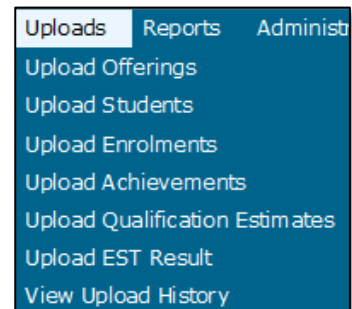 Uploads Reports Administr
Upload Offerings
Upload Students
Upload Enrolments
Upload Achievements
Upload Qualification Estimates
Upload EST Result
View Upload History